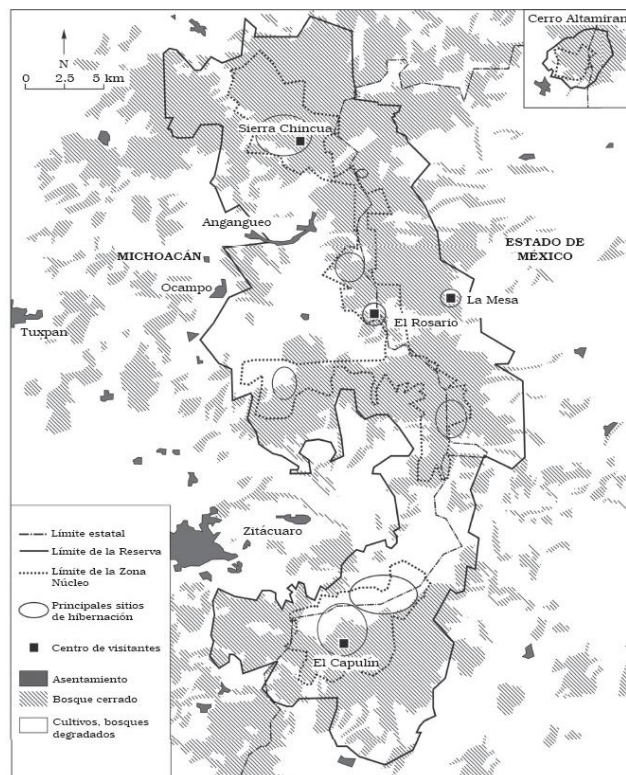 Cerro Altamiran
N
0 2.5 5 km
Sierra Chincua
Angangueo
MICHOACÁN
ESTADO DE
MÉXICO
Ocampo
La Mesa
El Rosario
Tuxpan
Zitácuaro
El Capulín
Límite estatal
Límite de la Reserva
Límite de la Zona
Núcleo
Principales sitios
de hibernación
Centro de visitantes
Asentamiento
Bosque cerrado
Cultivos, bosques
degradados